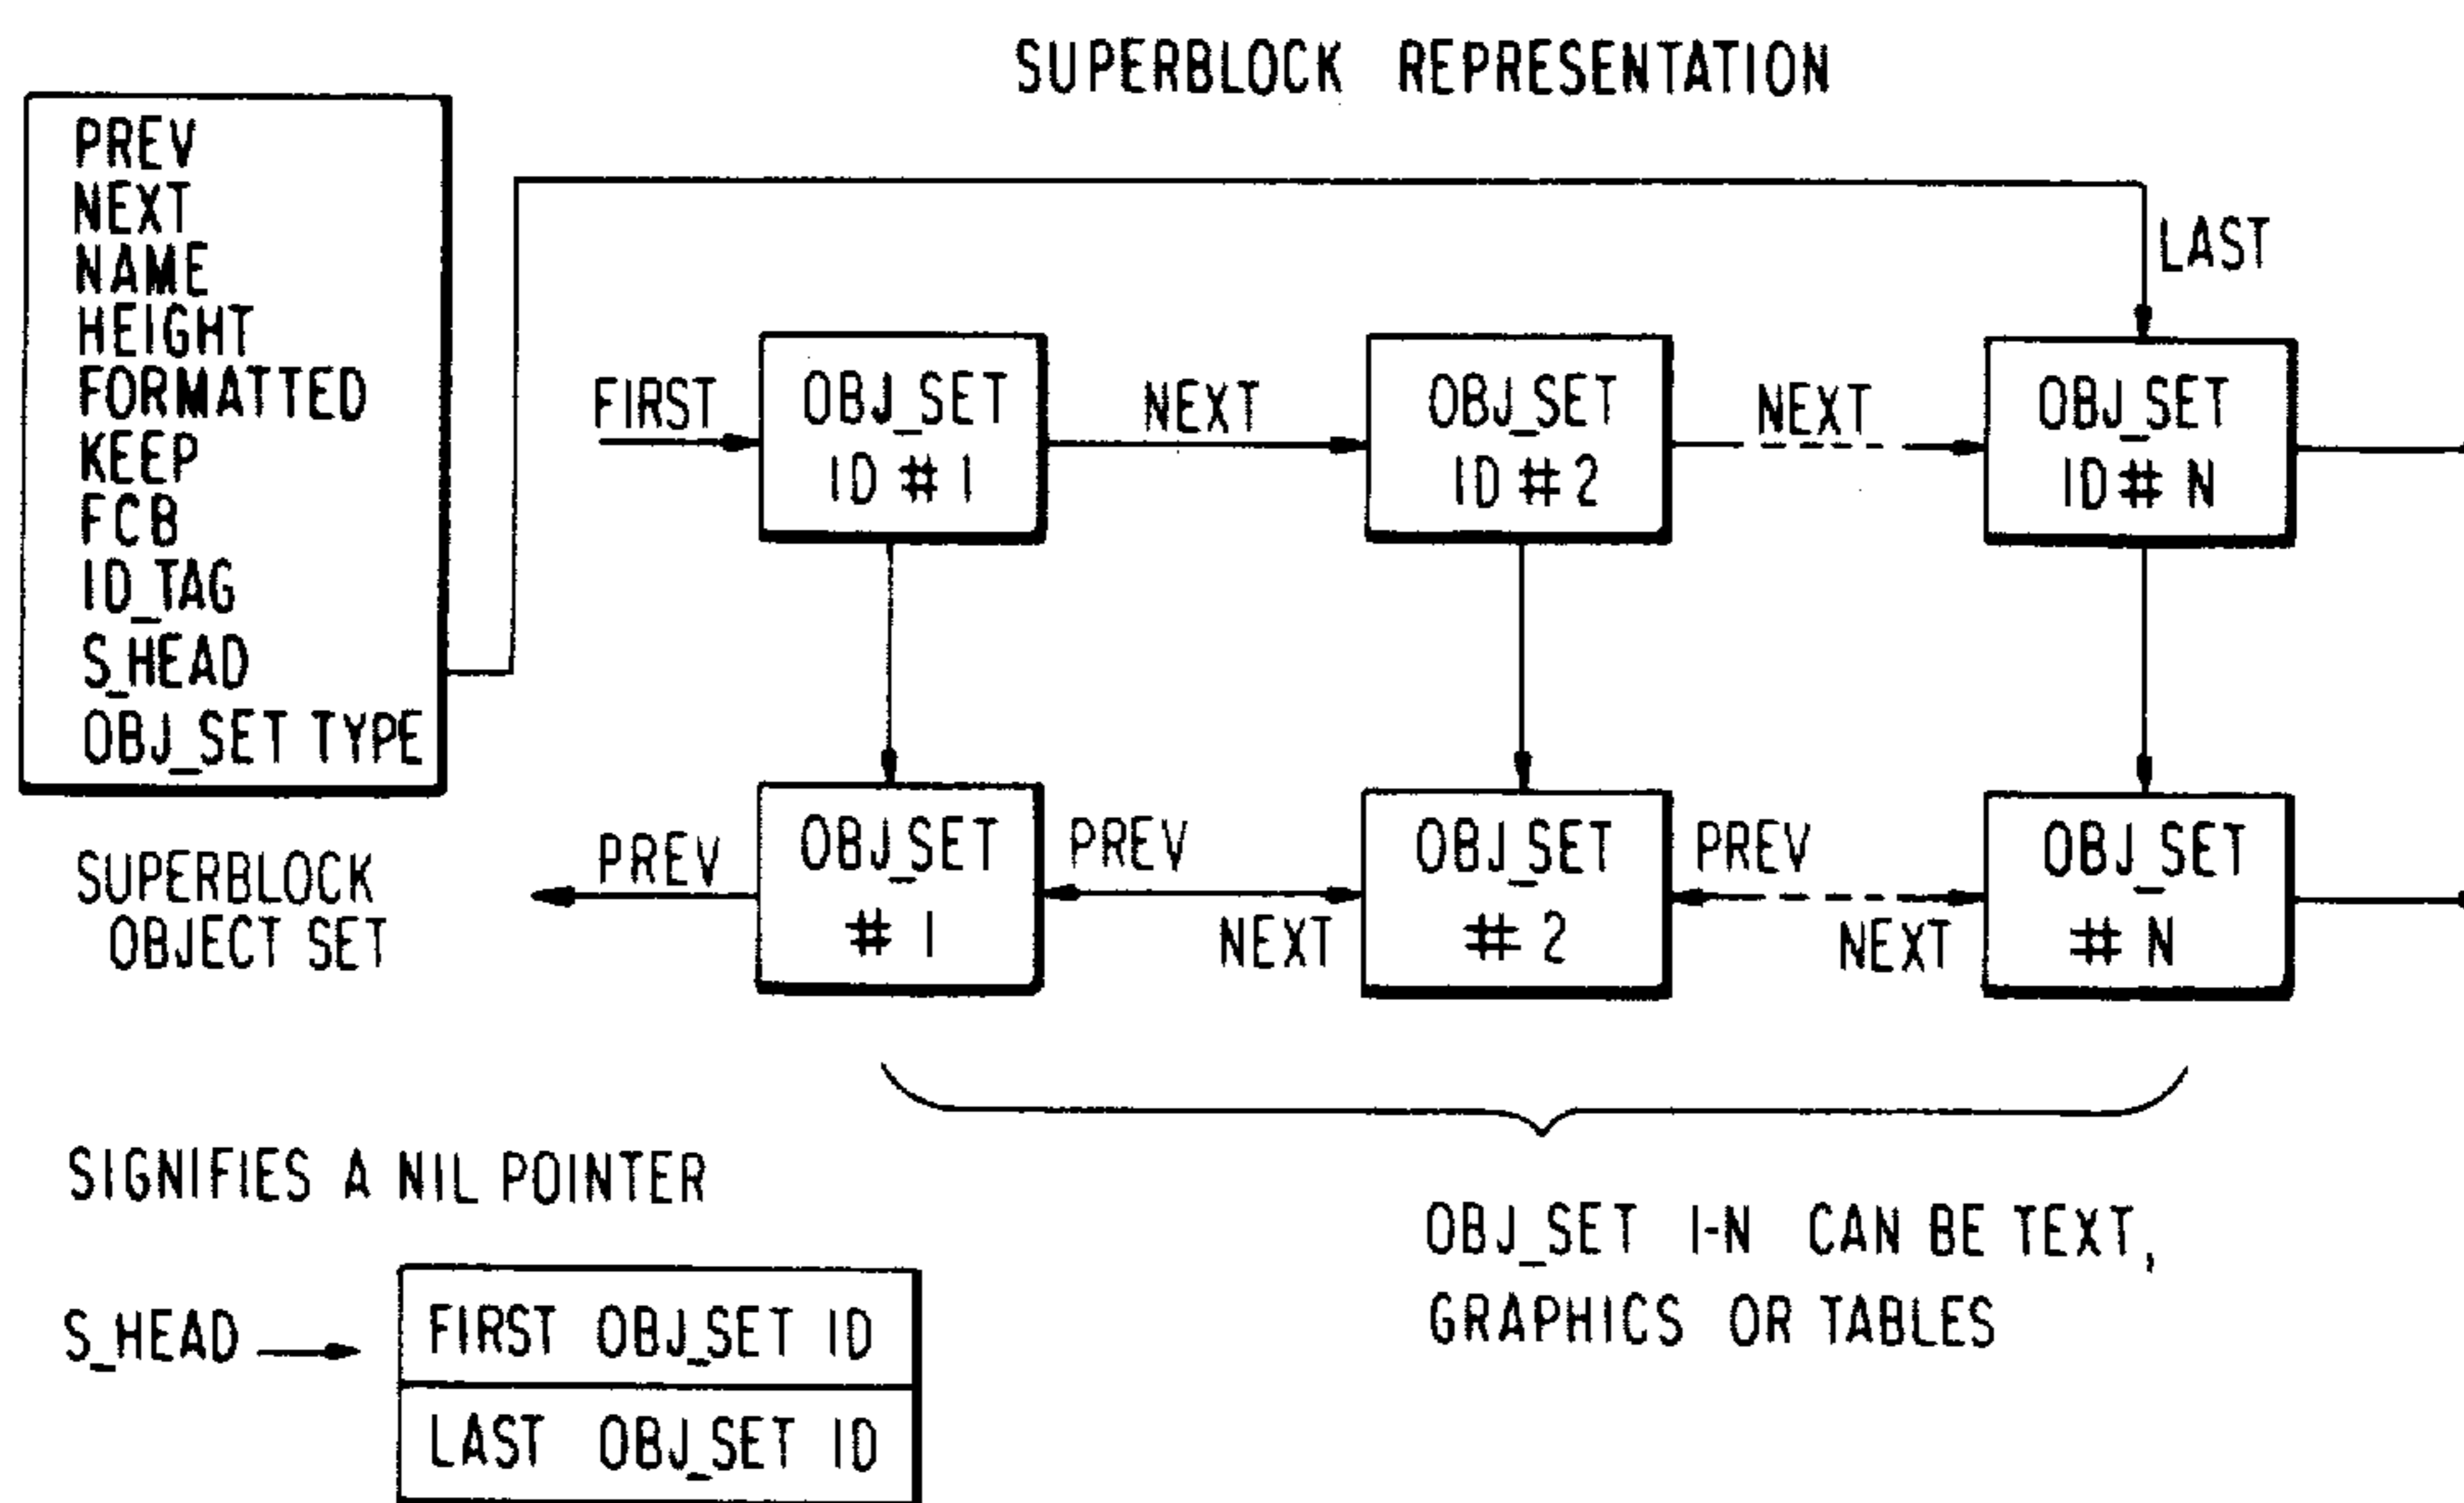 SUPERBLOCK REPRESENTATION
PREV
NEXT
NAME
HEIGHT
FORMATTED
KEEP
FCB
ID_TAG
S_HEAD
OBJ_SET TYPE
SUPERBLOCK
OBJECT SET
LAST
FIRST
OBJ_SET
ID # 1
NEXT
OBJ_SET
ID # 2
NEXT
OBJ_SET
ID # N
PREV
OBJ_SET
# 1
PREV
NEXT
OBJ_SET
# 2
PREV
NEXT
OBJ_SET
# N
SIGNIFIES A NIL POINTER
S_HEAD
FIRST OBJ_SET ID
LAST OBJ_SET ID
OBJ_SET 1-N CAN BE TEXT,
GRAPHICS OR TABLES